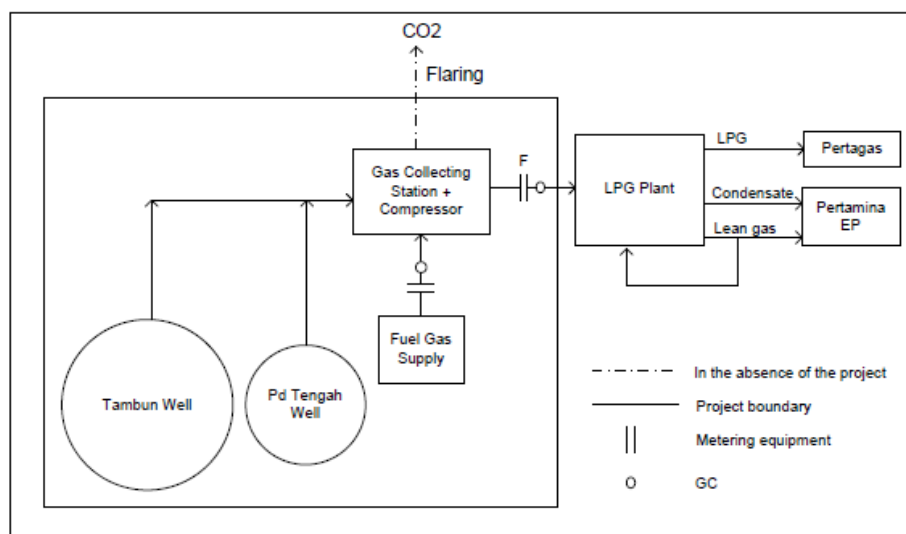 CO2
Flaring
Gas Collecting
Station +
Compressor
F
LPG Plant
LPG
Pertagas
Condensate
Pertamina
EP
Lean gas
Fuel Gas
Supply
Tambun Well
Pd Tengah
Well
In the absence of the project
Project boundary
Metering equipment
GC